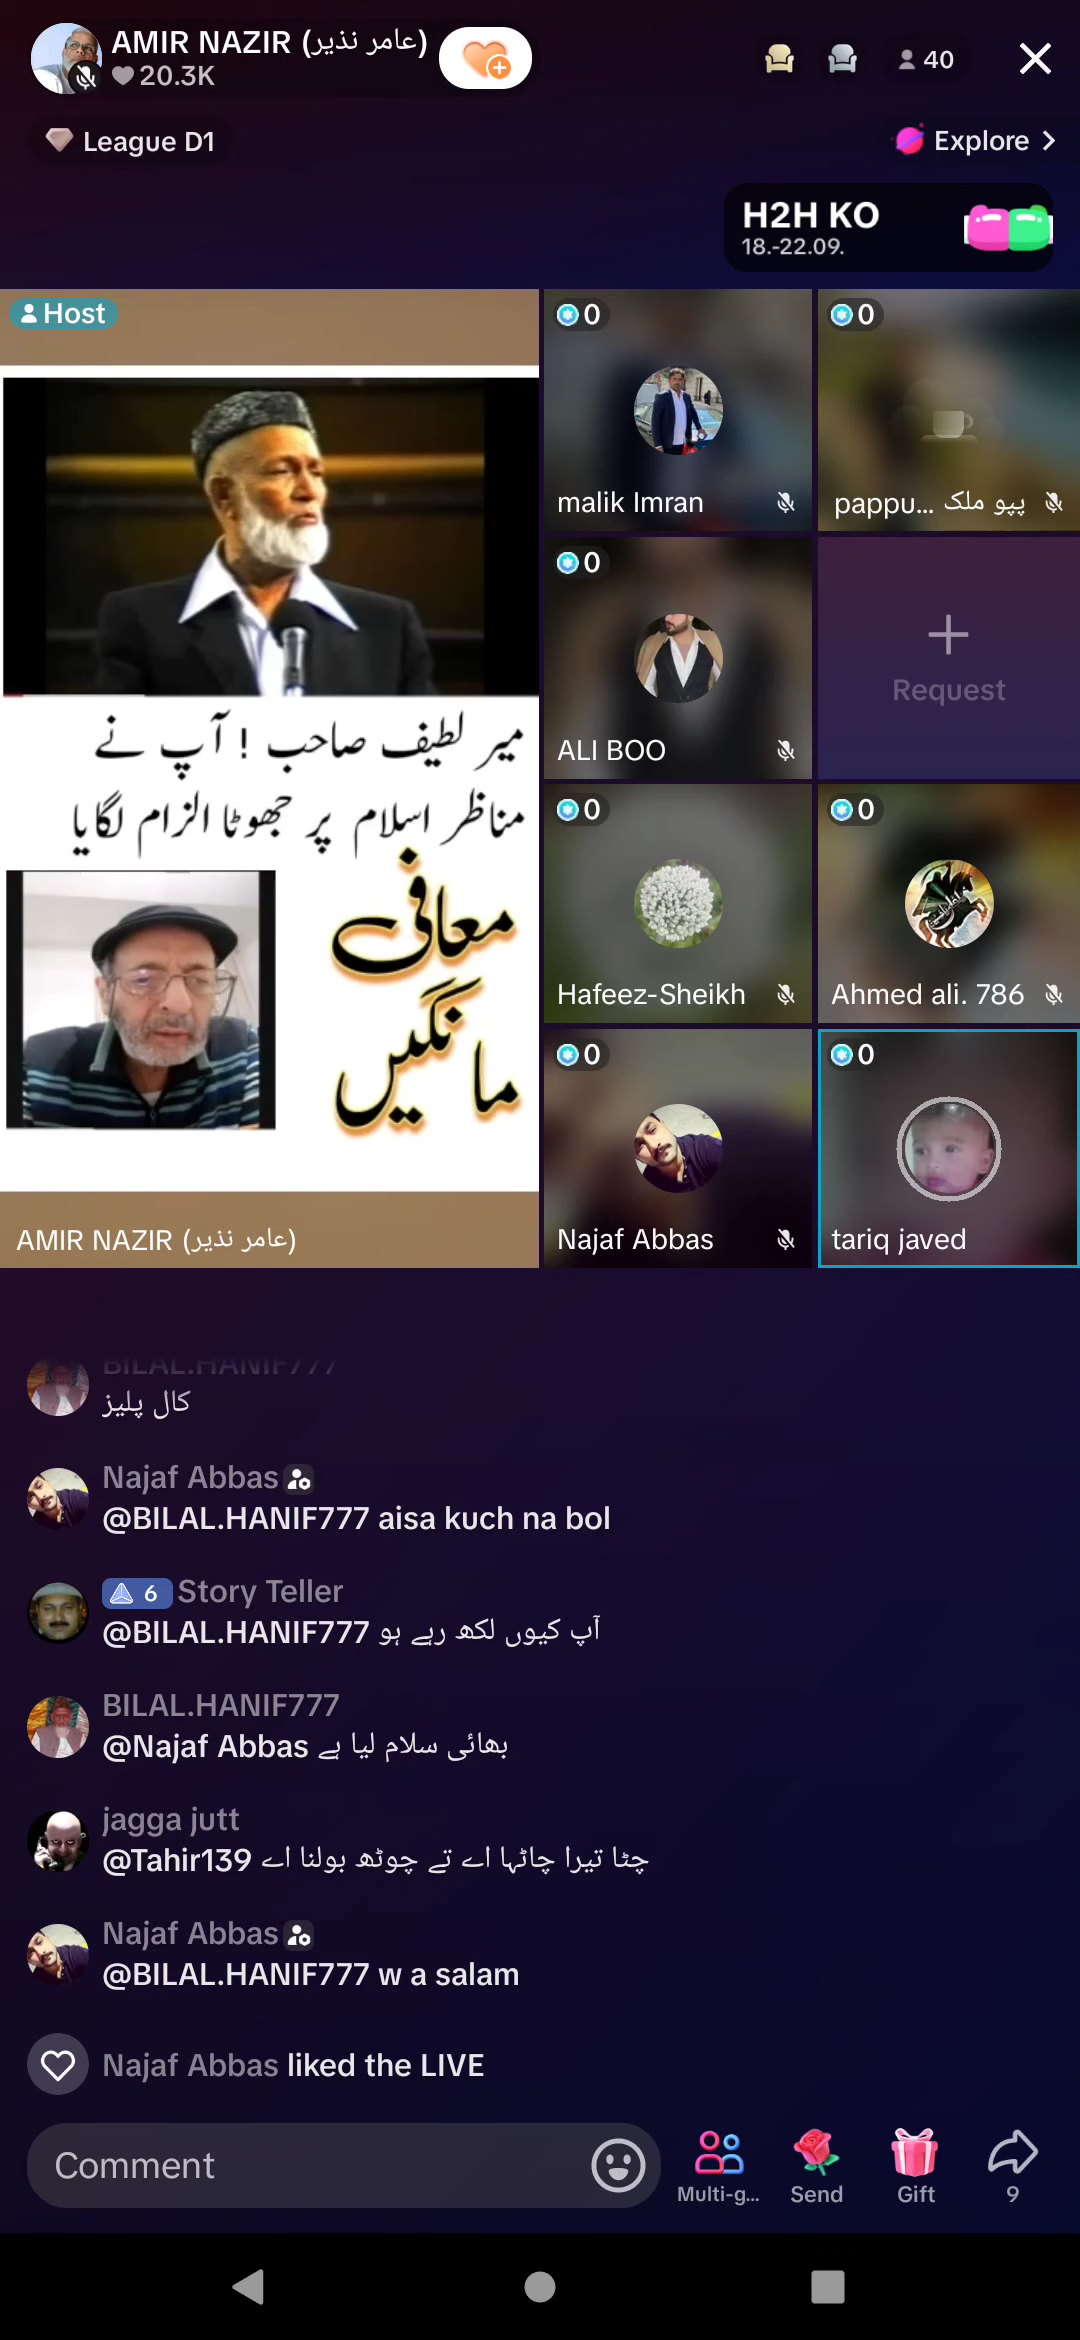 AMIR NAZIR (عامر نذیر)
20.3K
40
League D1
Explore
H2H KO
18.-22.09.
Host
میر لطیف صاحب ! آپ نے
مناظر اسلام پر جھوٹا الزام لگایا
معافی
مانگیں
AMIR NAZIR (عامر نذیر)
0
malik Imran
0
pappu... پپو ملک
0
ALI BOO
Request
0
Hafeez-Sheikh
0
Ahmed ali. 786
0
Najaf Abbas
0
tariq javed
BILAL.HANIF777
کال پلیز
Najaf Abbas
@BILAL.HANIF777 aisa kuch na bol
6 Story Teller
@BILAL.HANIF777 آپ کیوں لکھ رہے ہو
BILAL.HANIF777
@Najaf Abbas بھائی سلام لیا ہے
jagga jutt
@Tahir139 چٹا تیرا چاٹہا اے تے چوٹھ بولنا اے
Najaf Abbas
@BILAL.HANIF777 w a salam
Najaf Abbas liked the LIVE
Comment
Multi-g...
Send
Gift
9